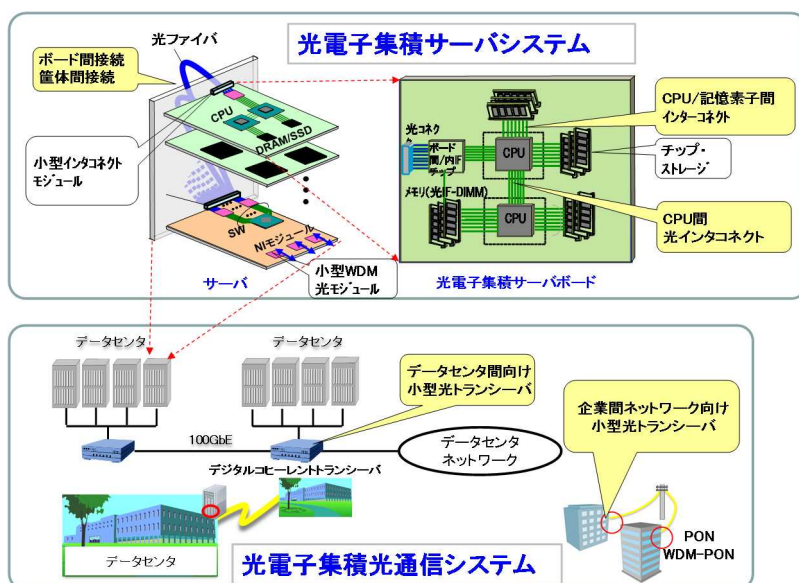 光電子集積サーバシステム
光ファイバ
ボード間接続
筐体間接続
CPU
DRAM/SSD
小型インタコネクト
モジュール
SW
NIモジュール
サーバ
小型WDM
光モジュール
光コネク
タ
ボード
間/内IF
チップ
CPU
メモリ(光IF-DIMM)
CPU
光電子集積サーバボード
CPU/記憶素子間
インターコネクト
チップ・
ストレージ
CPU間
光インタコネクト
データセンタ
データセンタ
データセンタ間向け
小型光トランシーバ
企業間ネットワーク向け
小型光トランシーバ
100GbE
データセンタ
ネットワーク
デジタルコヒーレントトランシーバ
データセンタ
PON
WDM-PON
光電子集積光通信システム